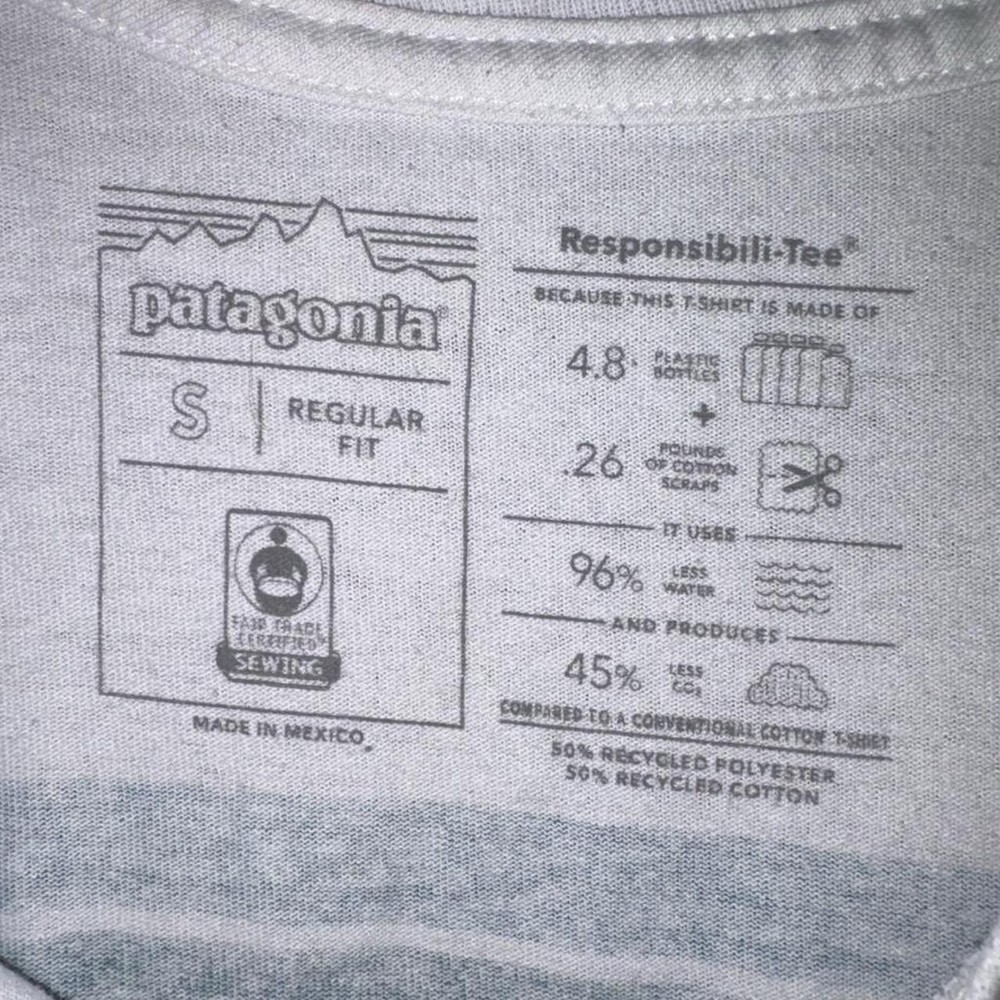 patagonia®
S
REGULAR
FIT
FAIR TRADE
CERTIFIED™
SEWING
MADE IN MEXICO
Responsibili-Tee®
BECAUSE THIS T-SHIRT IS MADE OF
4.8 PLASTIC
BOTTLES
+
.26 POUNDS
OF COTTON
SCRAPS
IT USES
96% LESS
WATER
AND PRODUCES
45% LESS
CO₂
COMPARED TO A CONVENTIONAL COTTON T-SHIRT
50% RECYCLED POLYESTER
50% RECYCLED COTTON